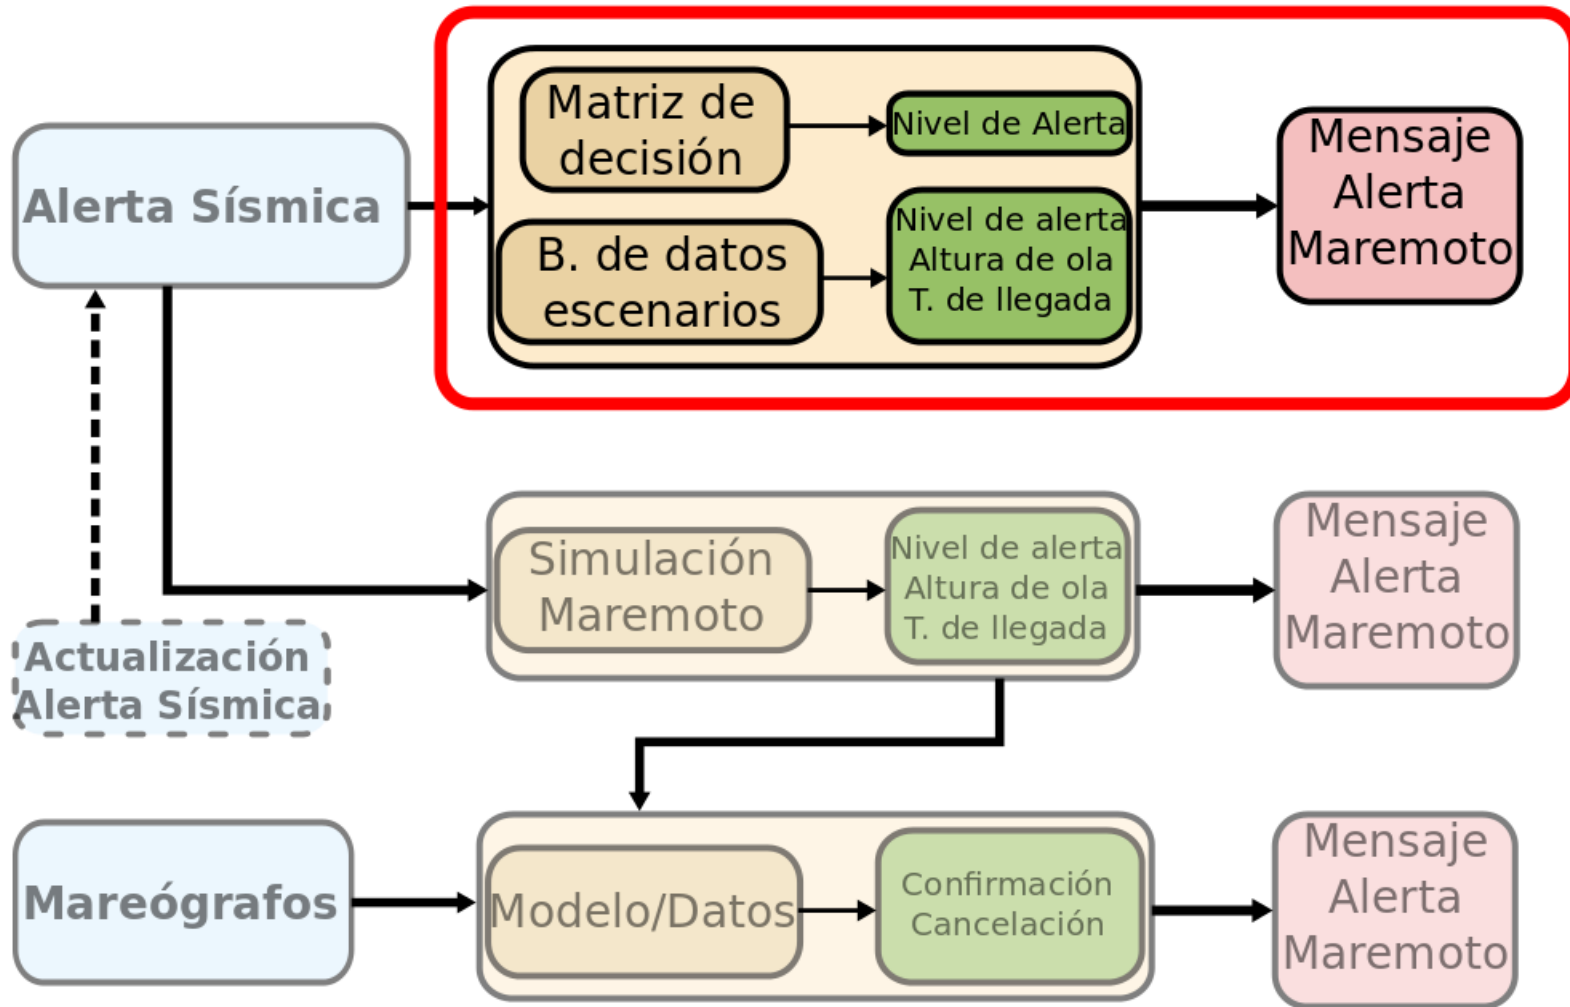 Matriz de
decisión
Nivel de Alerta
Mensaje
Alerta
Maremoto
Alerta Sísmica
B. de datos
escenarios
Nivel de alerta
Altura de ola
T. de llegada
Simulación
Maremoto
Nivel de alerta
Altura de ola
T. de llegada
Mensaje
Alerta
Maremoto
Actualización
Alerta Sísmica
Mareógrafos
Modelo/Datos
Confirmación
Cancelación
Mensaje
Alerta
Maremoto